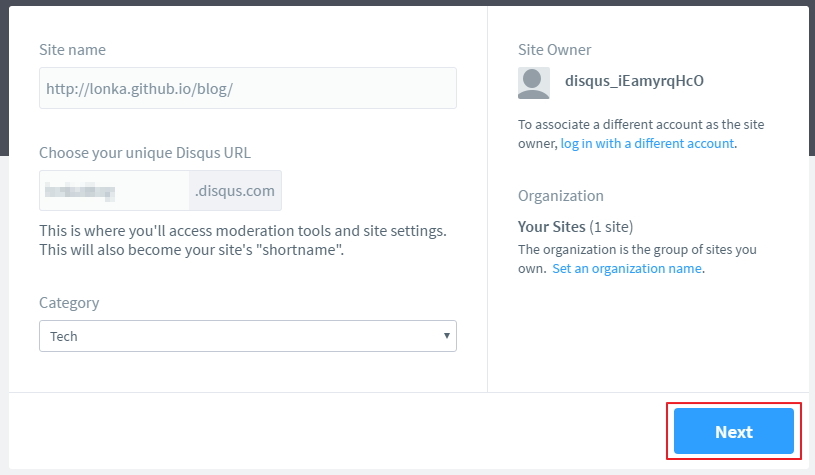 Site name
http://lonka.github.io/blog/
Choose your unique Disqus URL
.disqus.com
This is where you'll access moderation tools and site settings.
This will also become your site's "shortname".
Category
Tech
Site Owner
disqus_iEamyrqHcO
To associate a different account as the site
owner, log in with a different account.
Organization
Your Sites (1 site)
The organization is the group of sites you
own. Set an organization name.
Next